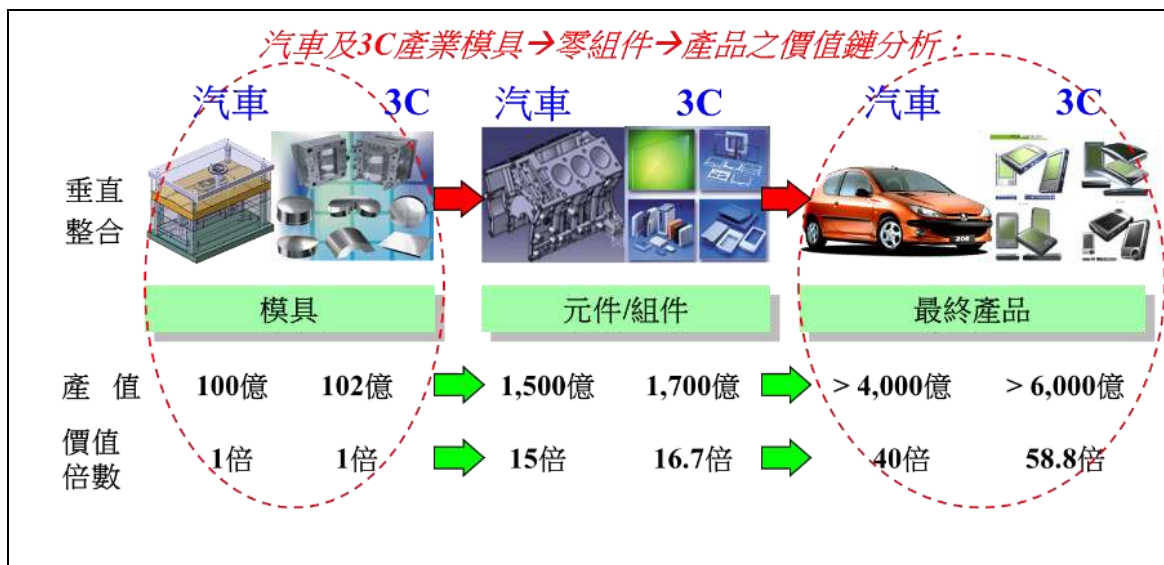 汽車及3C產業模具→零組件→產品之價值鏈分析：
汽車 3C 汽車 3C 汽車 3C
垂直
整合
模具 元件/組件 最終產品
產 值 100億 102億 1,500億 1,700億 > 4,000億 > 6,000億
價值
倍數
1倍 1倍 15倍 16.7倍 40倍 58.8倍